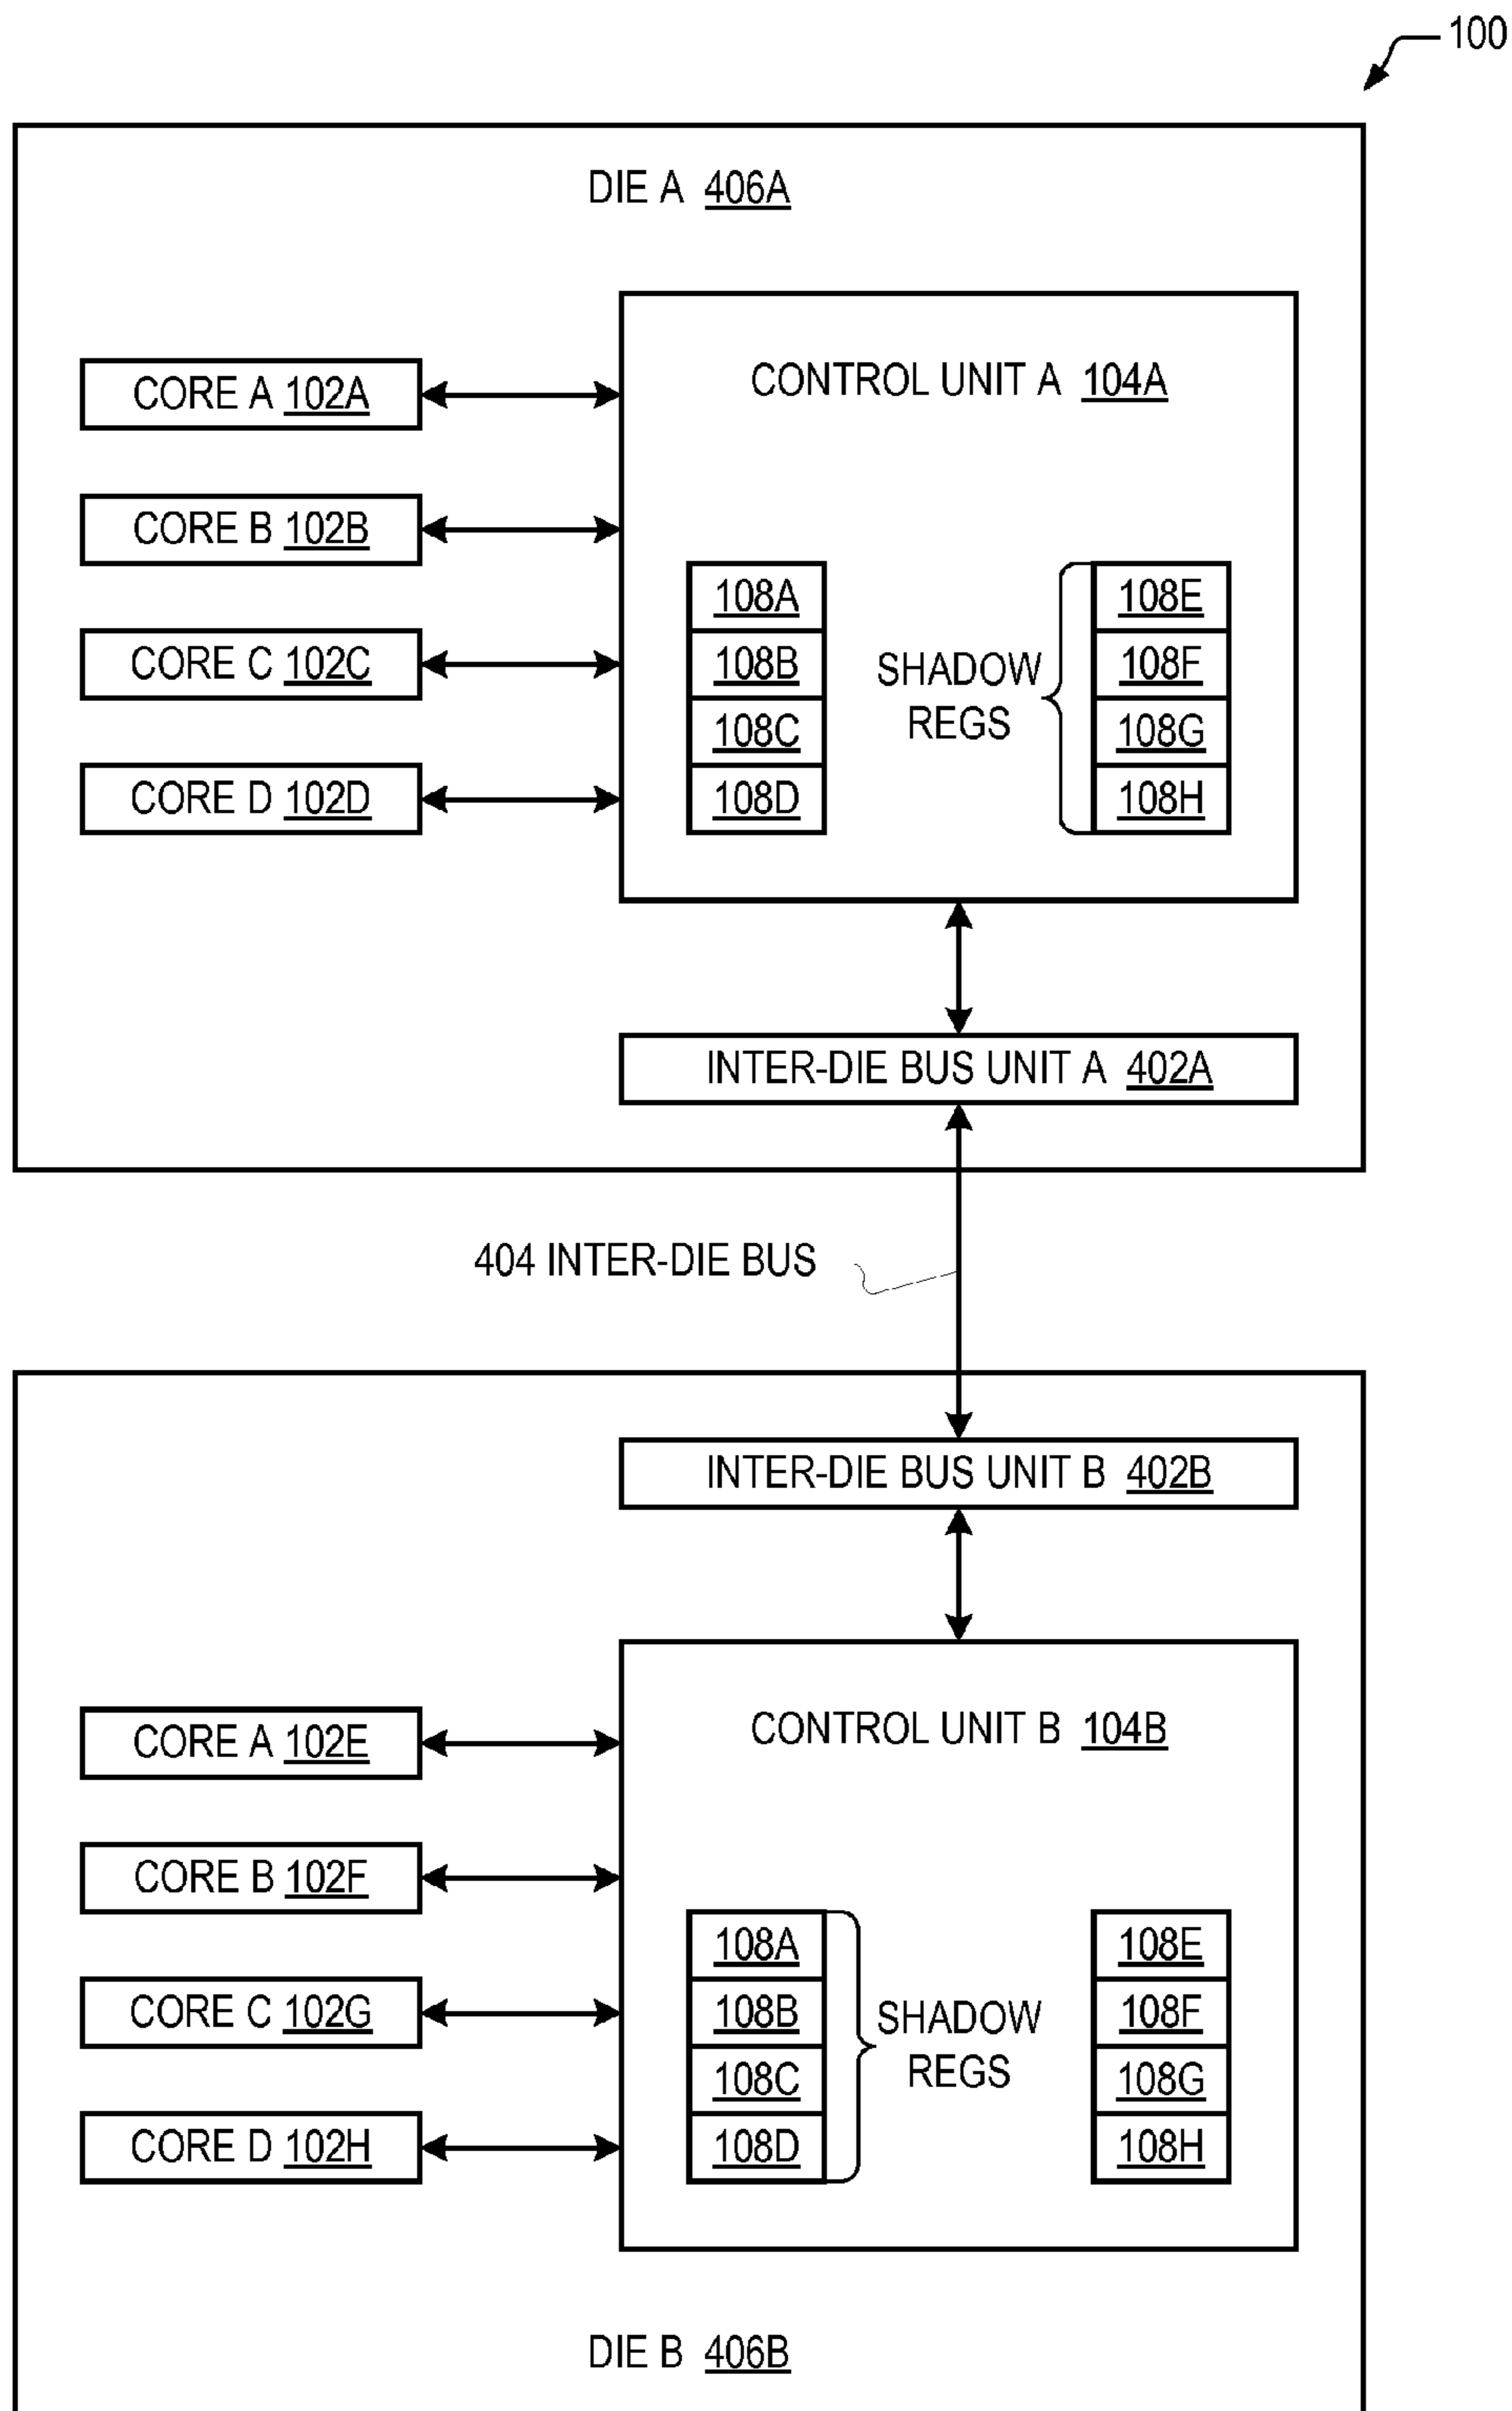 100
DIE A 406A
CONTROL UNIT A 104A
CORE A 102A
CORE B 102B
CORE C 102C
CORE D 102D
108A
108B
108C
108D
SHADOW
REGS
108E
108F
108G
108H
INTER-DIE BUS UNIT A 402A
404 INTER-DIE BUS
INTER-DIE BUS UNIT B 402B
CONTROL UNIT B 104B
CORE A 102E
CORE B 102F
CORE C 102G
CORE D 102H
108A
108B
108C
108D
SHADOW
REGS
108E
108F
108G
108H
DIE B 406B